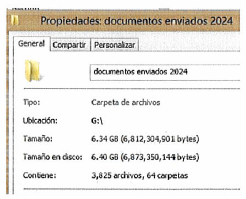 Propiedades: documentos enviados 2024
General Compartir Personalizar
documentos enviados 2024
Tipo: Carpeta de archivos
Ubicación: G:\
Tamaño: 6.34 GB (6,812,304,901 bytes)
Tamaño en disco: 6.40 GB (6,873,350,144 bytes)
Contiene: 3,825 archivos, 64 carpetas